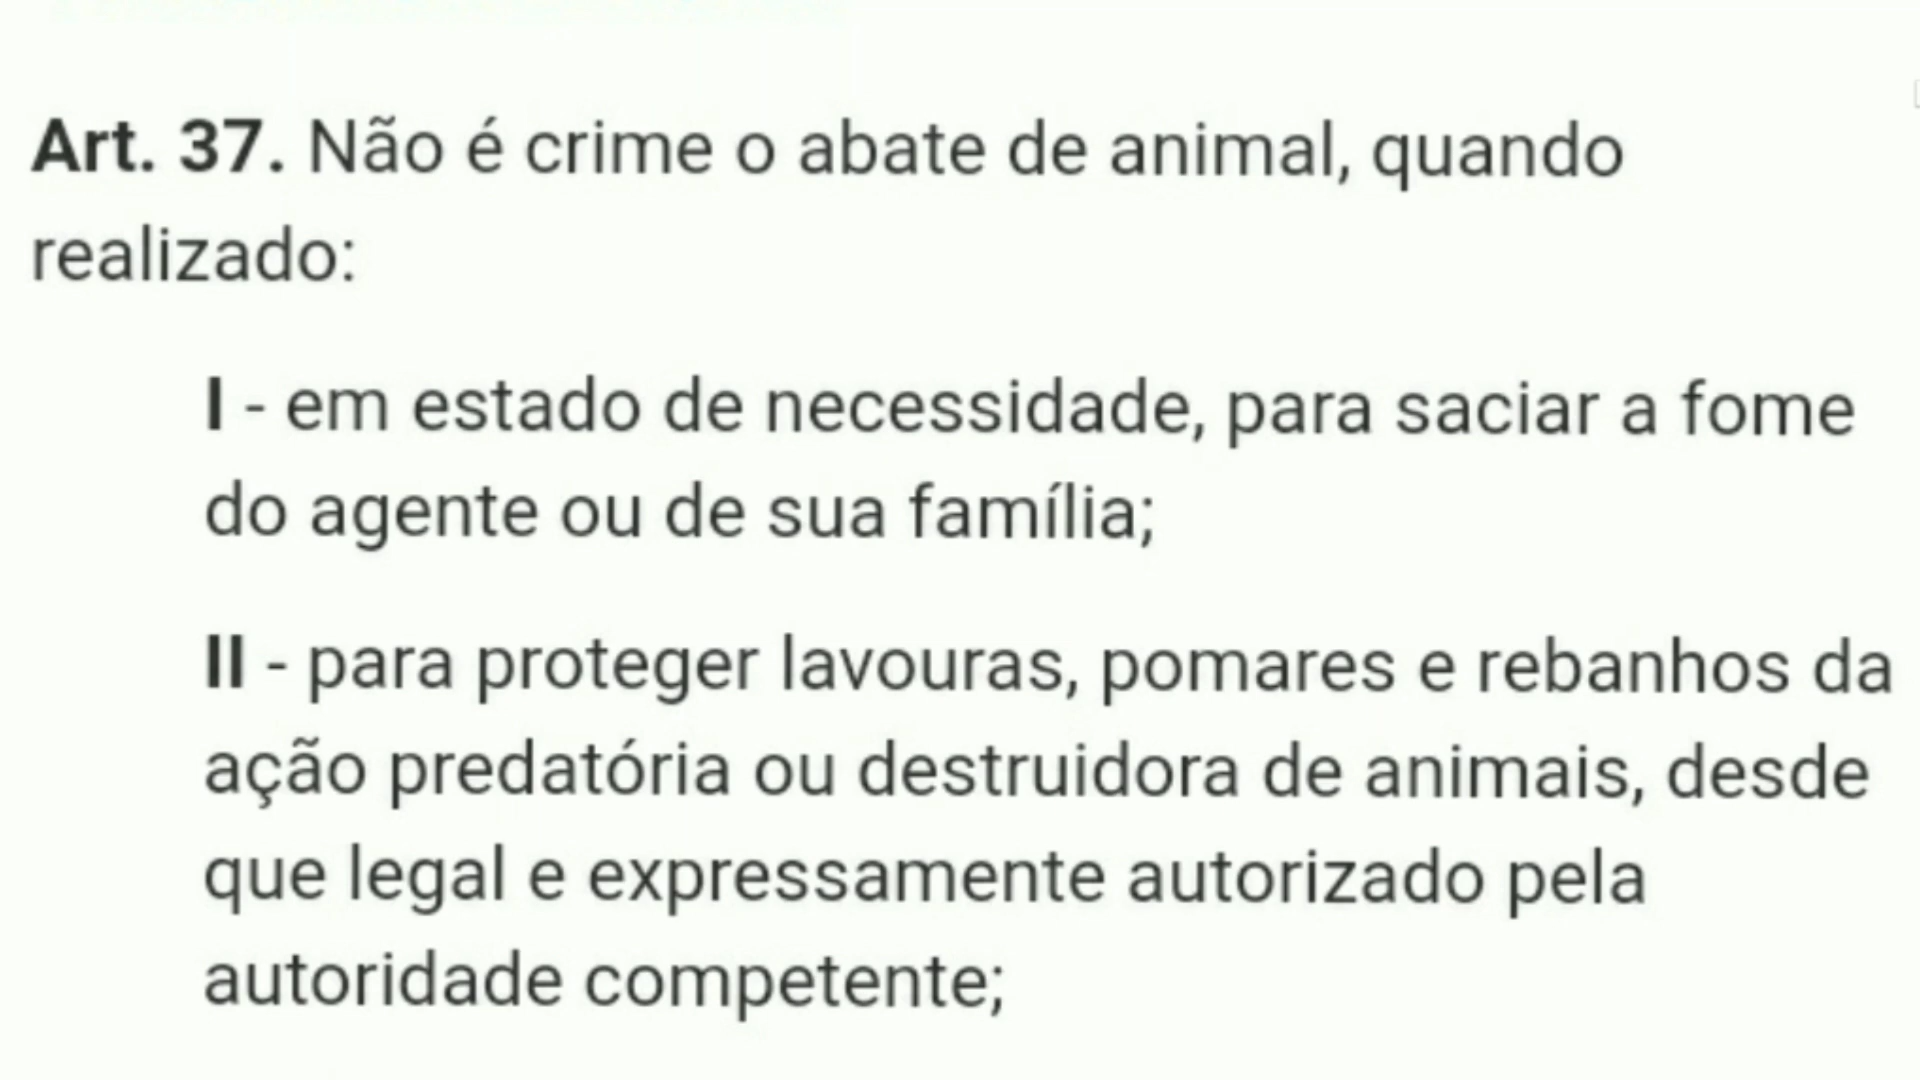 Art. 37. Não é crime o abate de animal, quando
realizado:
I - em estado de necessidade, para saciar a fome
do agente ou de sua família;
II - para proteger lavouras, pomares e rebanhos da
ação predatória ou destruidora de animais, desde
que legal e expressamente autorizado pela
autoridade competente;